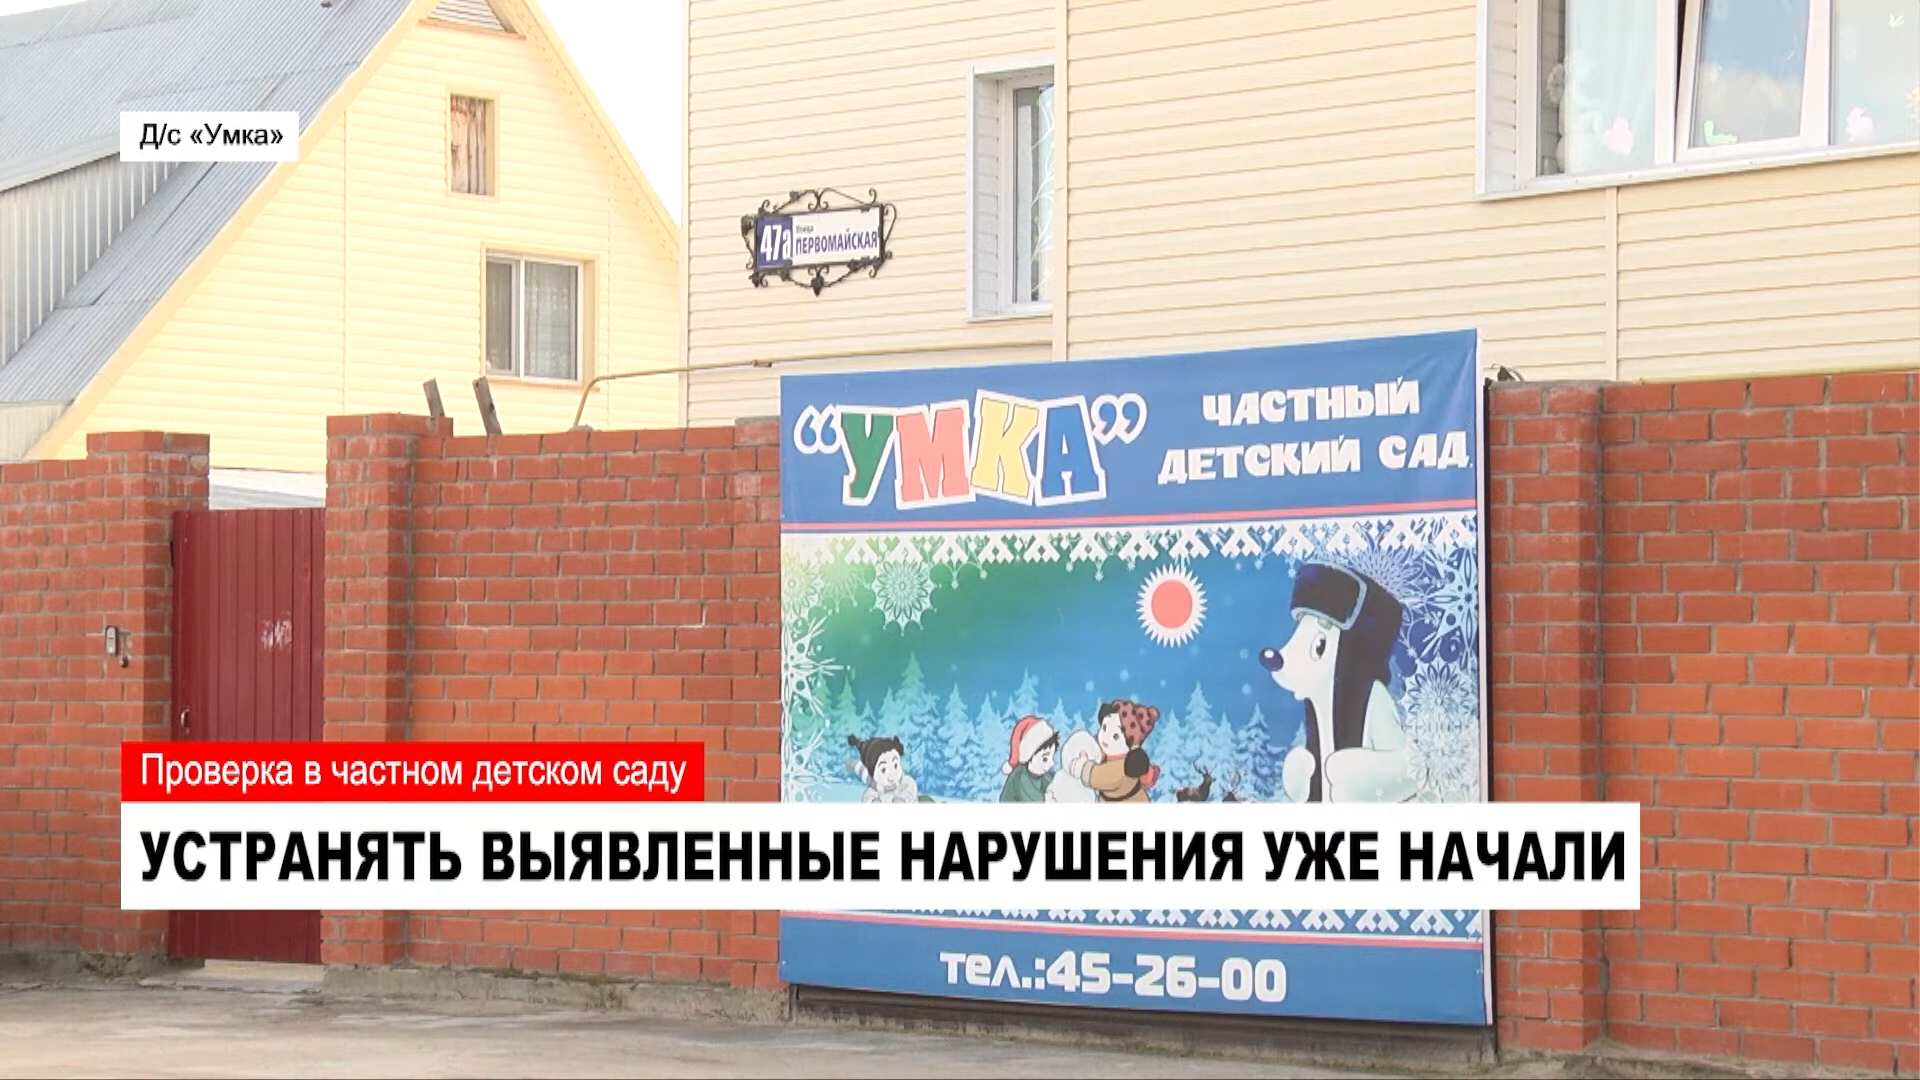 Д/с «Умка»
47а
Улица
ПЕРВОМАЙСКАЯ
“УМКА”
ЧАСТНЫЙ
ДЕТСКИЙ САД
Проверка в частном детском саду
УСТРАНЯТЬ ВЫЯВЛЕННЫЕ НАРУШЕНИЯ УЖЕ НАЧАЛИ
тел.:45-26-00